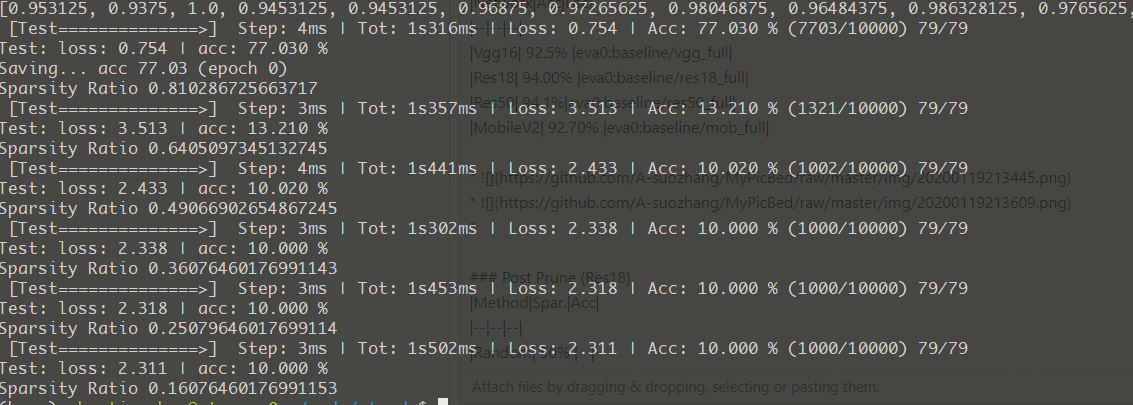 [0.953125, 0.9375, 1.0, 0.9453125, 0.9453125, 0.96875, 0.97265625, 0.98046875, 0.96484375, 0.986328125, 0.9765625,
[Test==============>] Step: 4ms | Tot: 1s316ms | Loss: 0.754 | Acc: 77.030 % (7703/10000) 79/79
Test: loss: 0.754 | acc: 77.030 %
|Vgg16| 92.5% |eva0:baseline/vgg_full|
Saving... acc 77.03 (epoch 0)
|Res18| 94.00% |eva0:baseline/res18_full|
Sparsity Ratio 0.810286725663717
|Res50| 94.1%|eva0:baseline/res50_full|
[Test==============>] Step: 3ms | Tot: 1s357ms | Loss: 3.513 | Acc: 13.210 % (1321/10000) 79/79
Test: loss: 3.513 | acc: 13.210 %
|MobileV2| 92.70% |eva0:baseline/mob_full|
Sparsity Ratio 0.6405097345132745
[Test==============>] Step: 4ms | Tot: 1s441ms | Loss: 2.433 | Acc: 10.020 % (1002/10000) 79/79
* ![](https://github.com/A-suozhang/MyPicBed/raw/master/img/20200119213445.png)
Test: loss: 2.433 | acc: 10.020 %
* ![](https://github.com/A-suozhang/MyPicBed/raw/master/img/20200119213609.png)
Sparsity Ratio 0.49066902654867245
[Test==============>] Step: 3ms | Tot: 1s302ms | Loss: 2.338 | Acc: 10.000 % (1000/10000) 79/79
Test: loss: 2.338 | acc: 10.000 %
Sparsity Ratio 0.36076460176991143
### Post Prune (Res18)
[Test==============>] Step: 3ms | Tot: 1s453ms | Loss: 2.318 | Acc: 10.000 % (1000/10000) 79/79
|Method|Spar.|Acc|
Test: loss: 2.318 | acc: 10.000 %
|--|--|--|
Sparsity Ratio 0.25079646017699114
[Test==============>] Step: 3ms | Tot: 1s502ms | Loss: 2.311 | Acc: 10.000 % (1000/10000) 79/79
|Random|
Test: loss: 2.311 | acc: 10.000 %
Sparsity Ratio 0.16076460176991153
Attach files by dragging & dropping, selecting or pasting them.